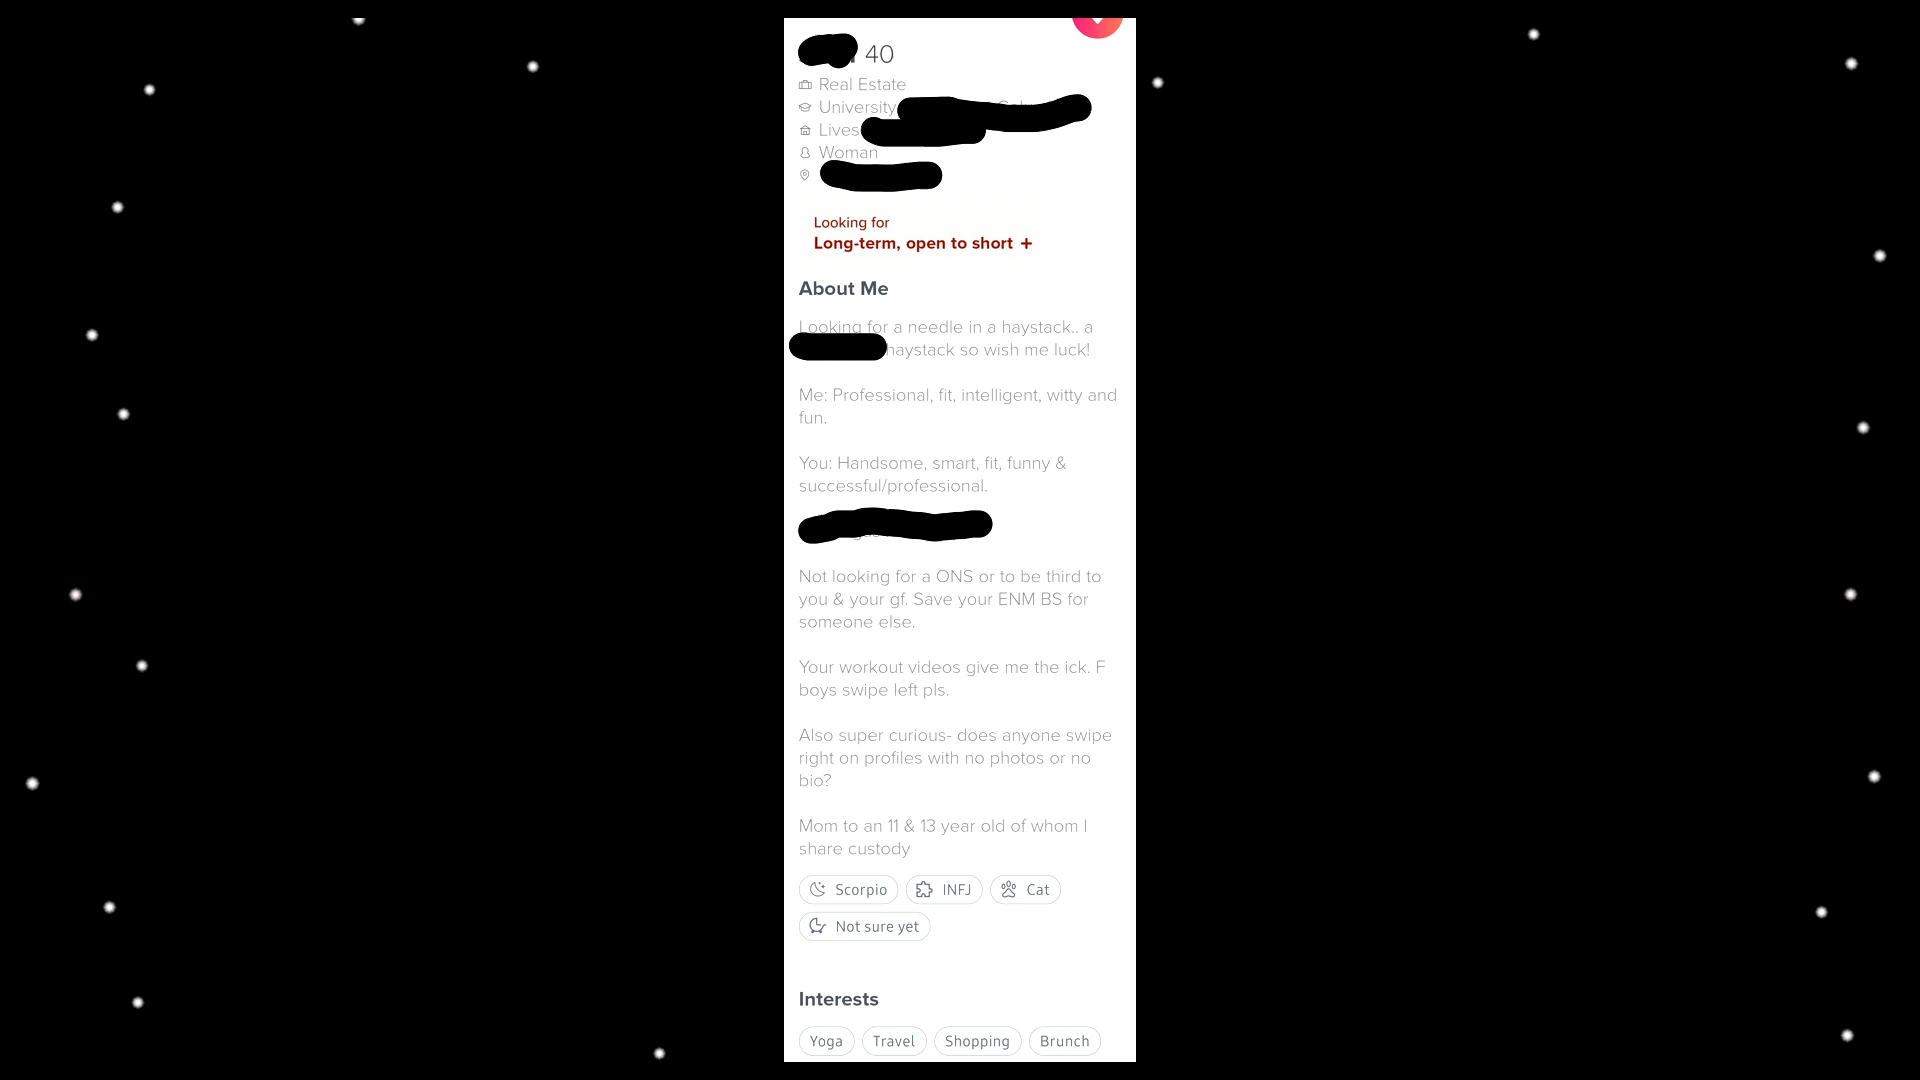 40
Real Estate
University
Lives
Woman
Looking for
Long-term, open to short +
About Me
Looking for a needle in a haystack.. a
haystack so wish me luck!
Me: Professional, fit, intelligent, witty and
fun.
You: Handsome, smart, fit, funny &
successful/professional.
Not looking for a ONS or to be third to
you & your gf. Save your ENM BS for
someone else.
Your workout videos give me the ick. F
boys swipe left pls.
Also super curious- does anyone swipe
right on profiles with no photos or no
bio?
Mom to an 11 & 13 year old of whom I
share custody
Scorpio INFJ Cat
Not sure yet
Interests
Yoga Travel Shopping Brunch